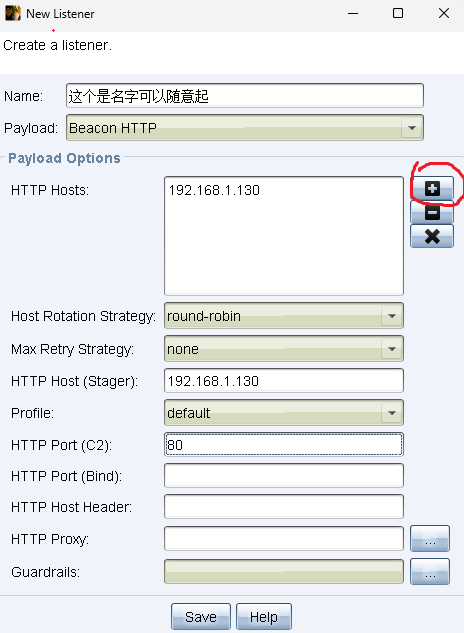 New Listener
Create a listener.
Name: 这个是名字可以随意起
Payload: Beacon HTTP
Payload Options
HTTP Hosts: 192.168.1.130
Host Rotation Strategy: round-robin
Max Retry Strategy: none
HTTP Host (Stager): 192.168.1.130
Profile: default
HTTP Port (C2): 80
HTTP Port (Bind):
HTTP Host Header:
HTTP Proxy: ...
Guardrails: ...
Save Help